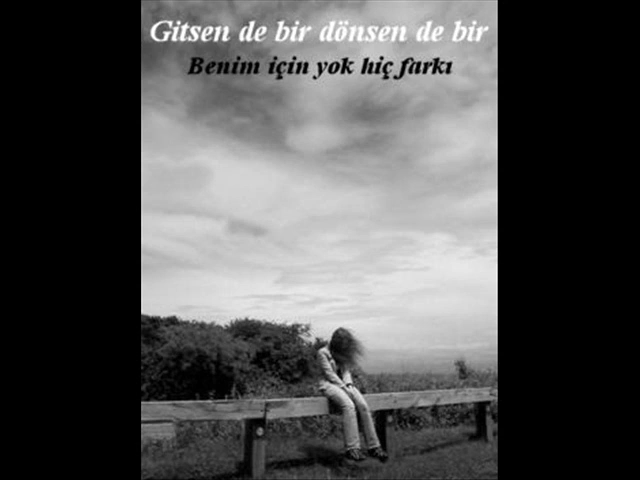 Gitsen de bir dönsen de bir
Benim için yok hiç farkı